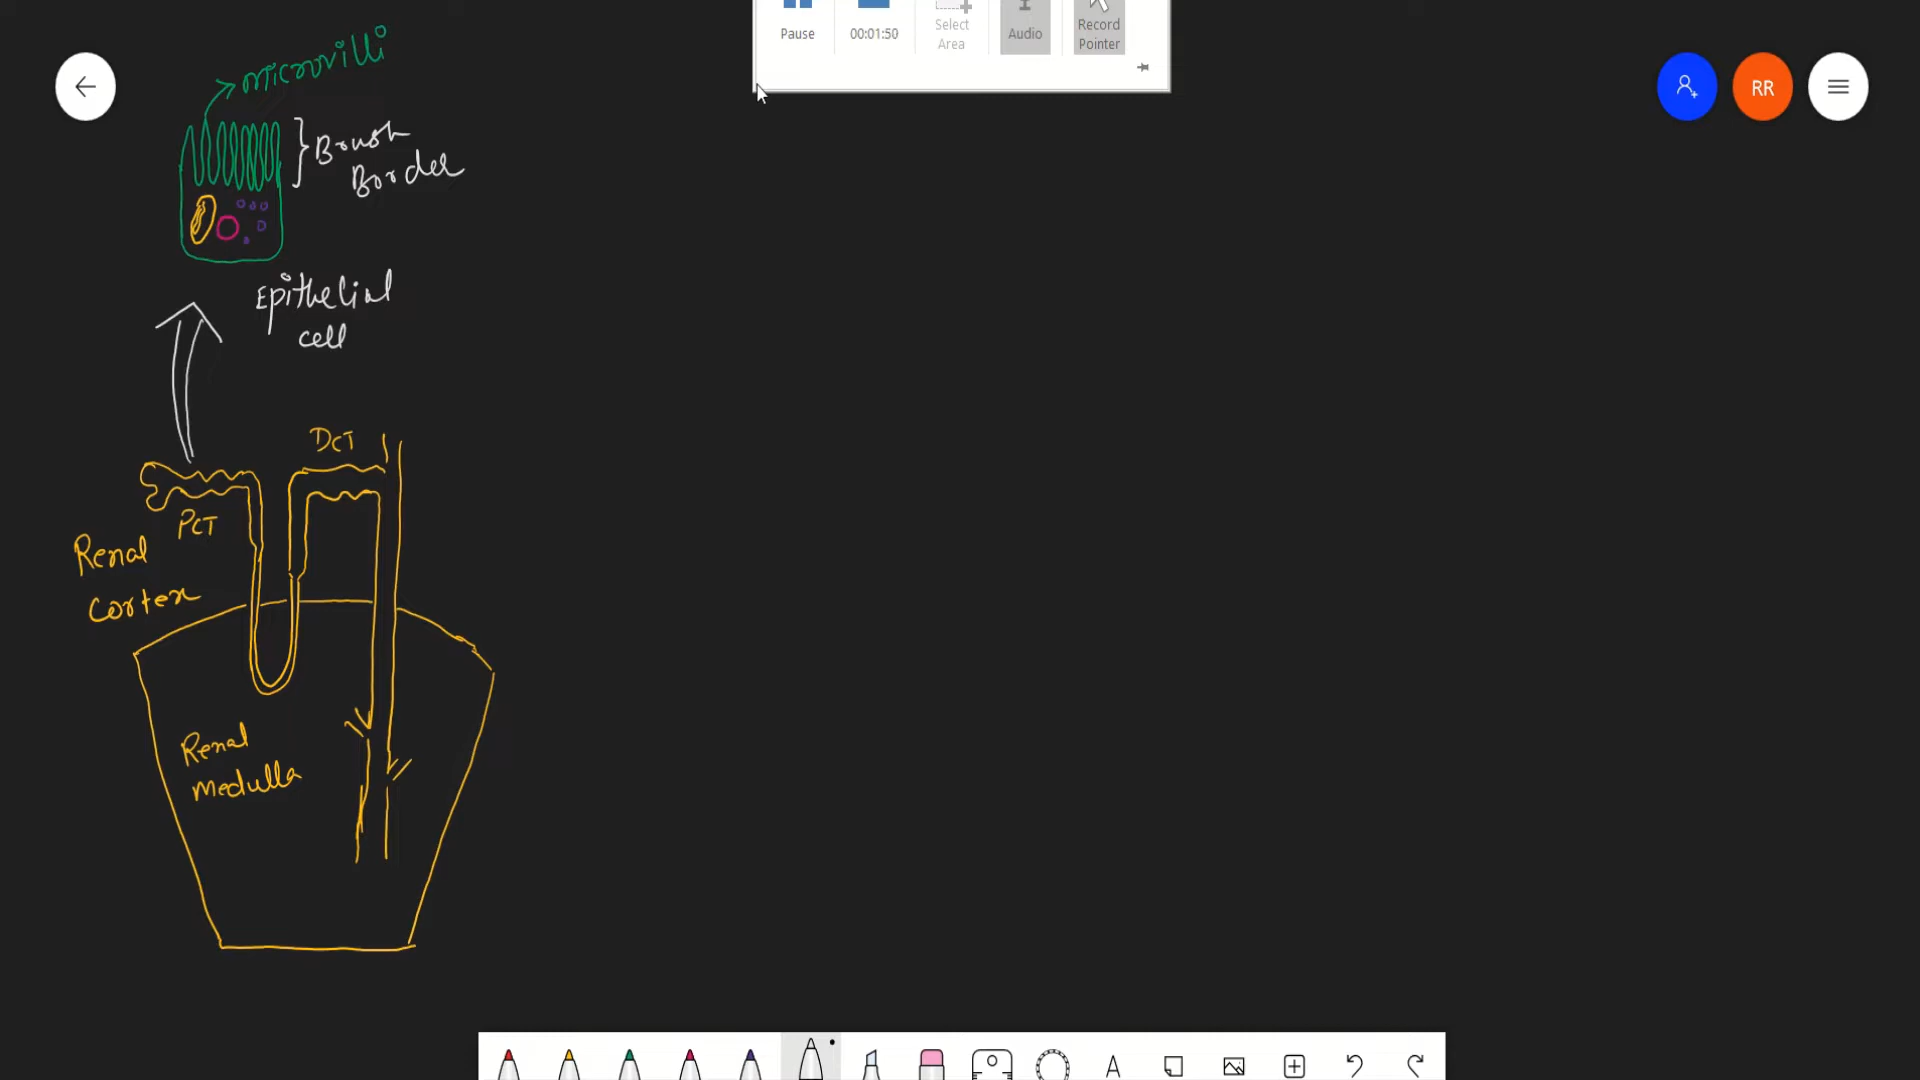 Pause
00:01:50
Select
Area
Audio
Record
Pointer
RR
microvilli
Brush
Border
Epithelial
cell
DCT
PCT
Renal
Cortex
Renal
Medulla
A